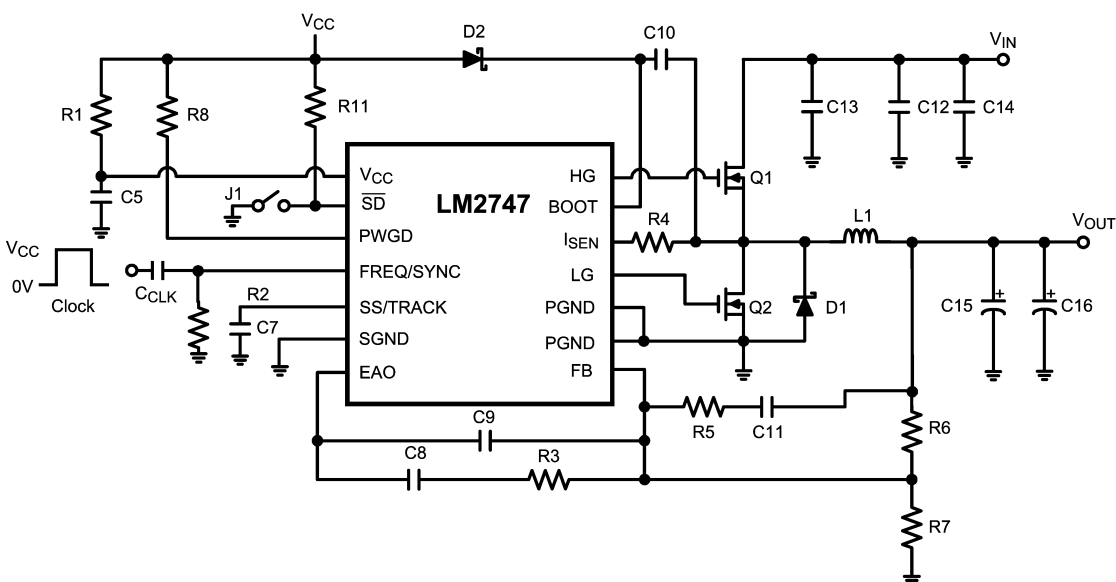 VCC
D2
C10
VIN
R1
R8
R11
C13
C12
C14
VCC
HG
Q1
C5
J1
SD
LM2747
BOOT
R4
L1
VOUT
PWGD
ISEN
VCC
0V
Clock
CCLK
FREQ/SYNC
LG
R2
SS/TRACK
PGND
Q2
D1
C15
C16
C7
SGND
PGND
EAO
FB
R5
C11
R6
C9
C8
R3
R7
+
+